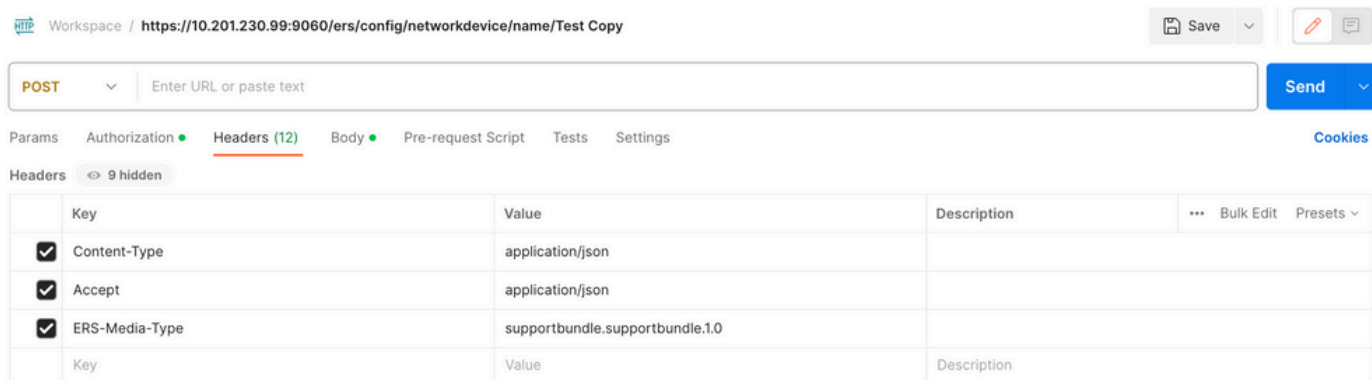 HTTP Workspace / https://10.201.230.99:9060/ers/config/networkdevice/name/Test Copy Save
POST Enter URL or paste text Send
Params Authorization Headers (12) Body Pre-request Script Tests Settings Cookies
Headers 9 hidden
Key Value Description ••• Bulk Edit Presets
Content-Type application/json
Accept application/json
ERS-Media-Type supportbundle.supportbundle.1.0
Key Value Description